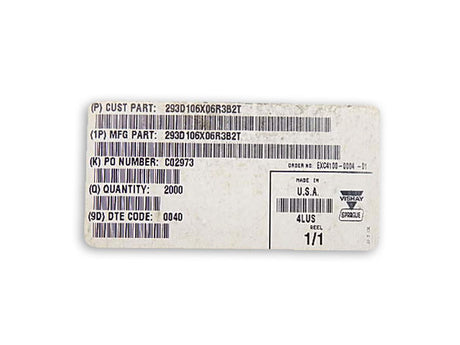 (P) CUST PART: 293D106X06R3B2T
(1P) MFG PART: 293D106X06R3B2T
(K) PO NUMBER: C02973
ORDER NO: EXC4100-0004 -01
(Q) QUANTITY: 2000
MADE IN
U.S.A.
VISHAY
SPRAGUE
(9D) DTE CODE: 0040
4LUS
REEL
1/1